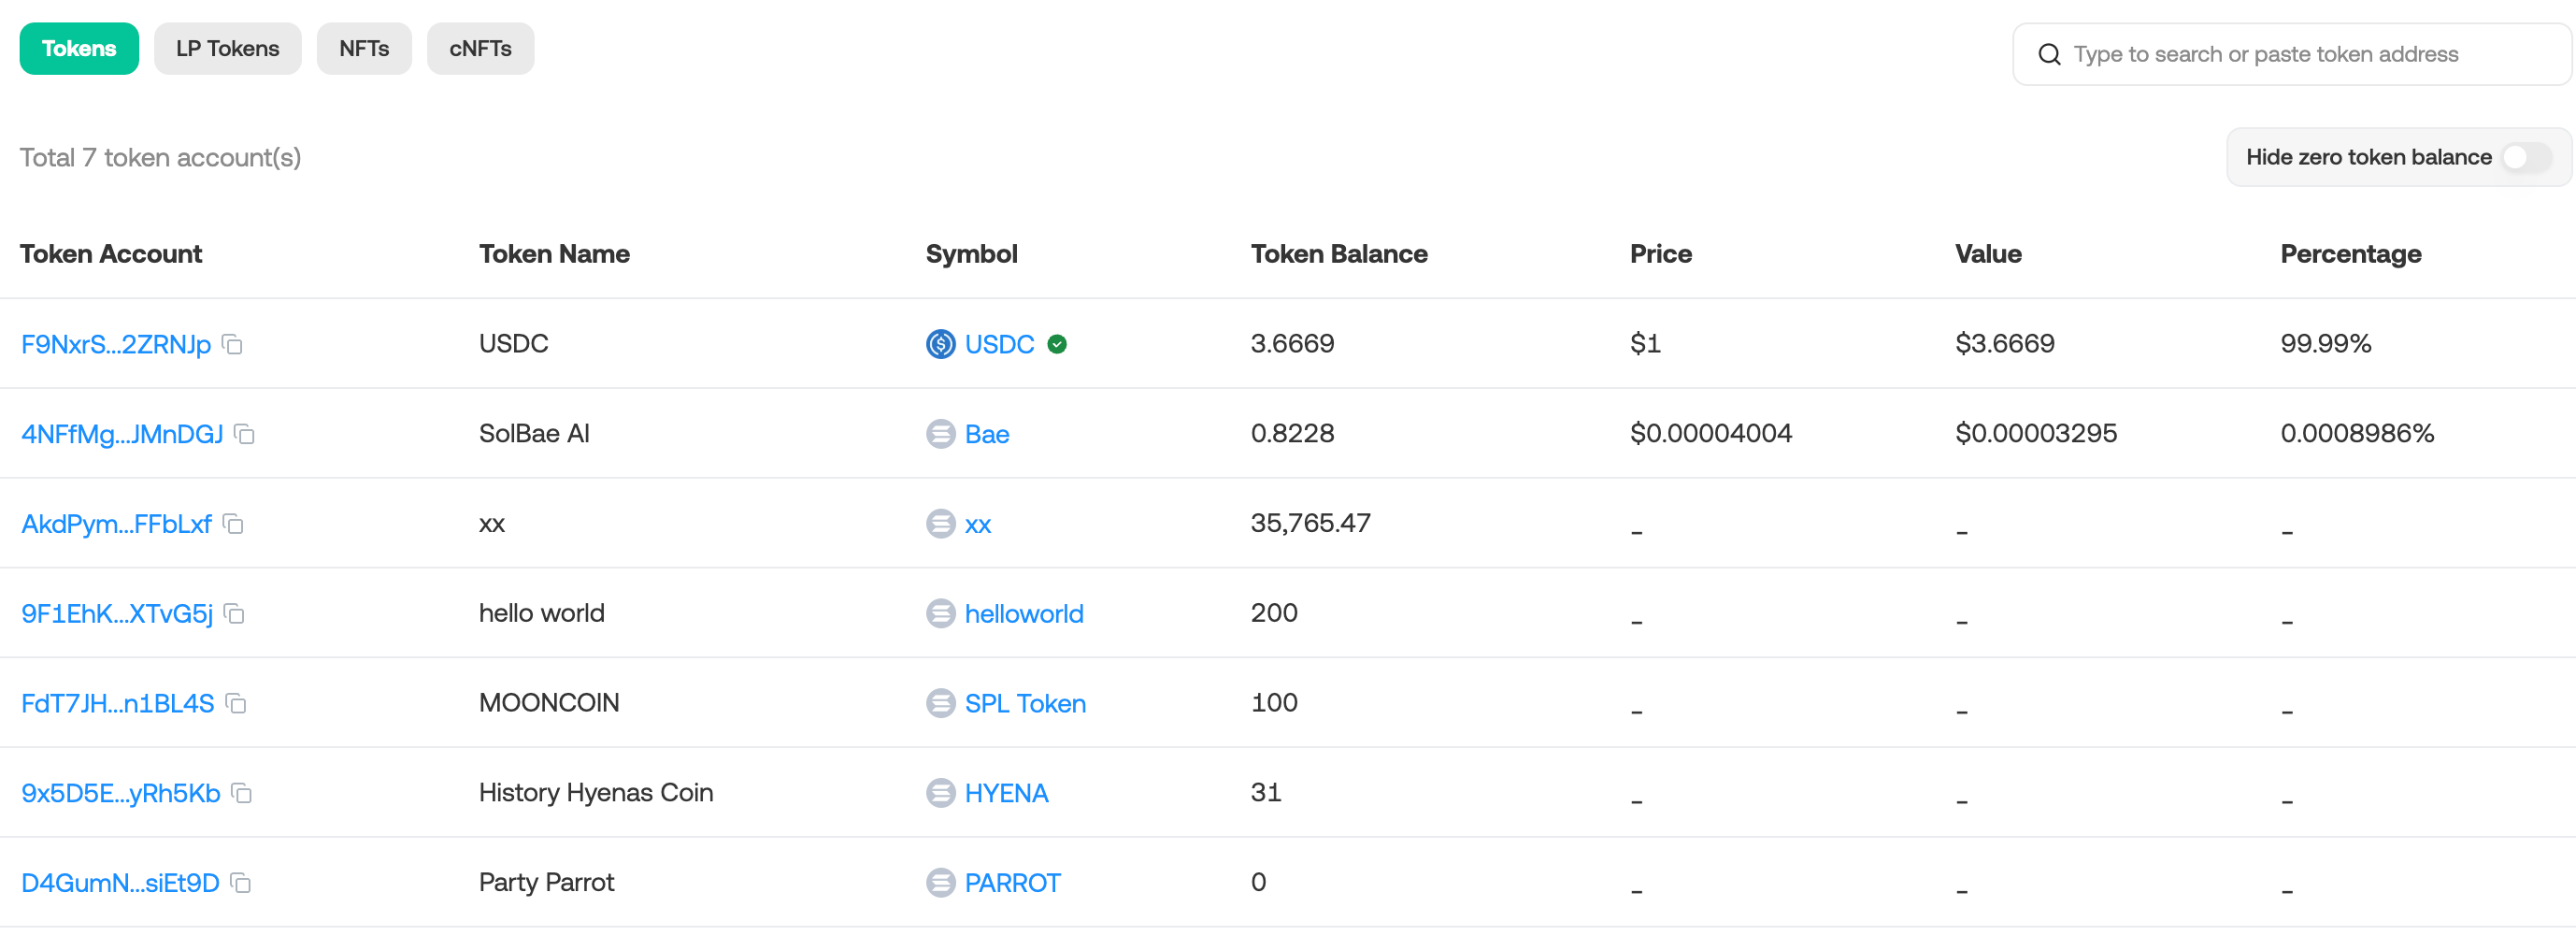 Tokens LP Tokens NFTs cNFTs Type to search or paste token address
Total 7 token account(s) Hide zero token balance
Token Account Token Name Symbol Token Balance Price Value Percentage
F9NxrS...2ZRNJp USDC USDC 3.6669 $1 $3.6669 99.99%
4NFfMg...JMnDGJ SolBae AI Bae 0.8228 $0.00004004 $0.00003295 0.0008986%
AkdPym...FFbLxf xx xx 35,765.47 - - -
9F1EhK...XTvG5j hello world helloworld 200 - - -
FdT7JH...n1BL4S MOONCOIN SPL Token 100 - - -
9x5D5E...yRh5Kb History Hyenas Coin HYENA 31 - - -
D4GumN...siEt9D Party Parrot PARROT 0 - - -